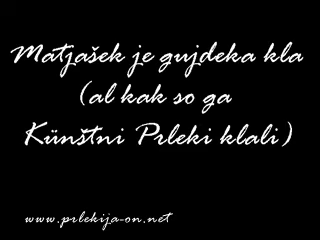 Matjašek je gujdeka kla
(al kak so ga
Künštni Prleki klali)
www.prlekija-on.net